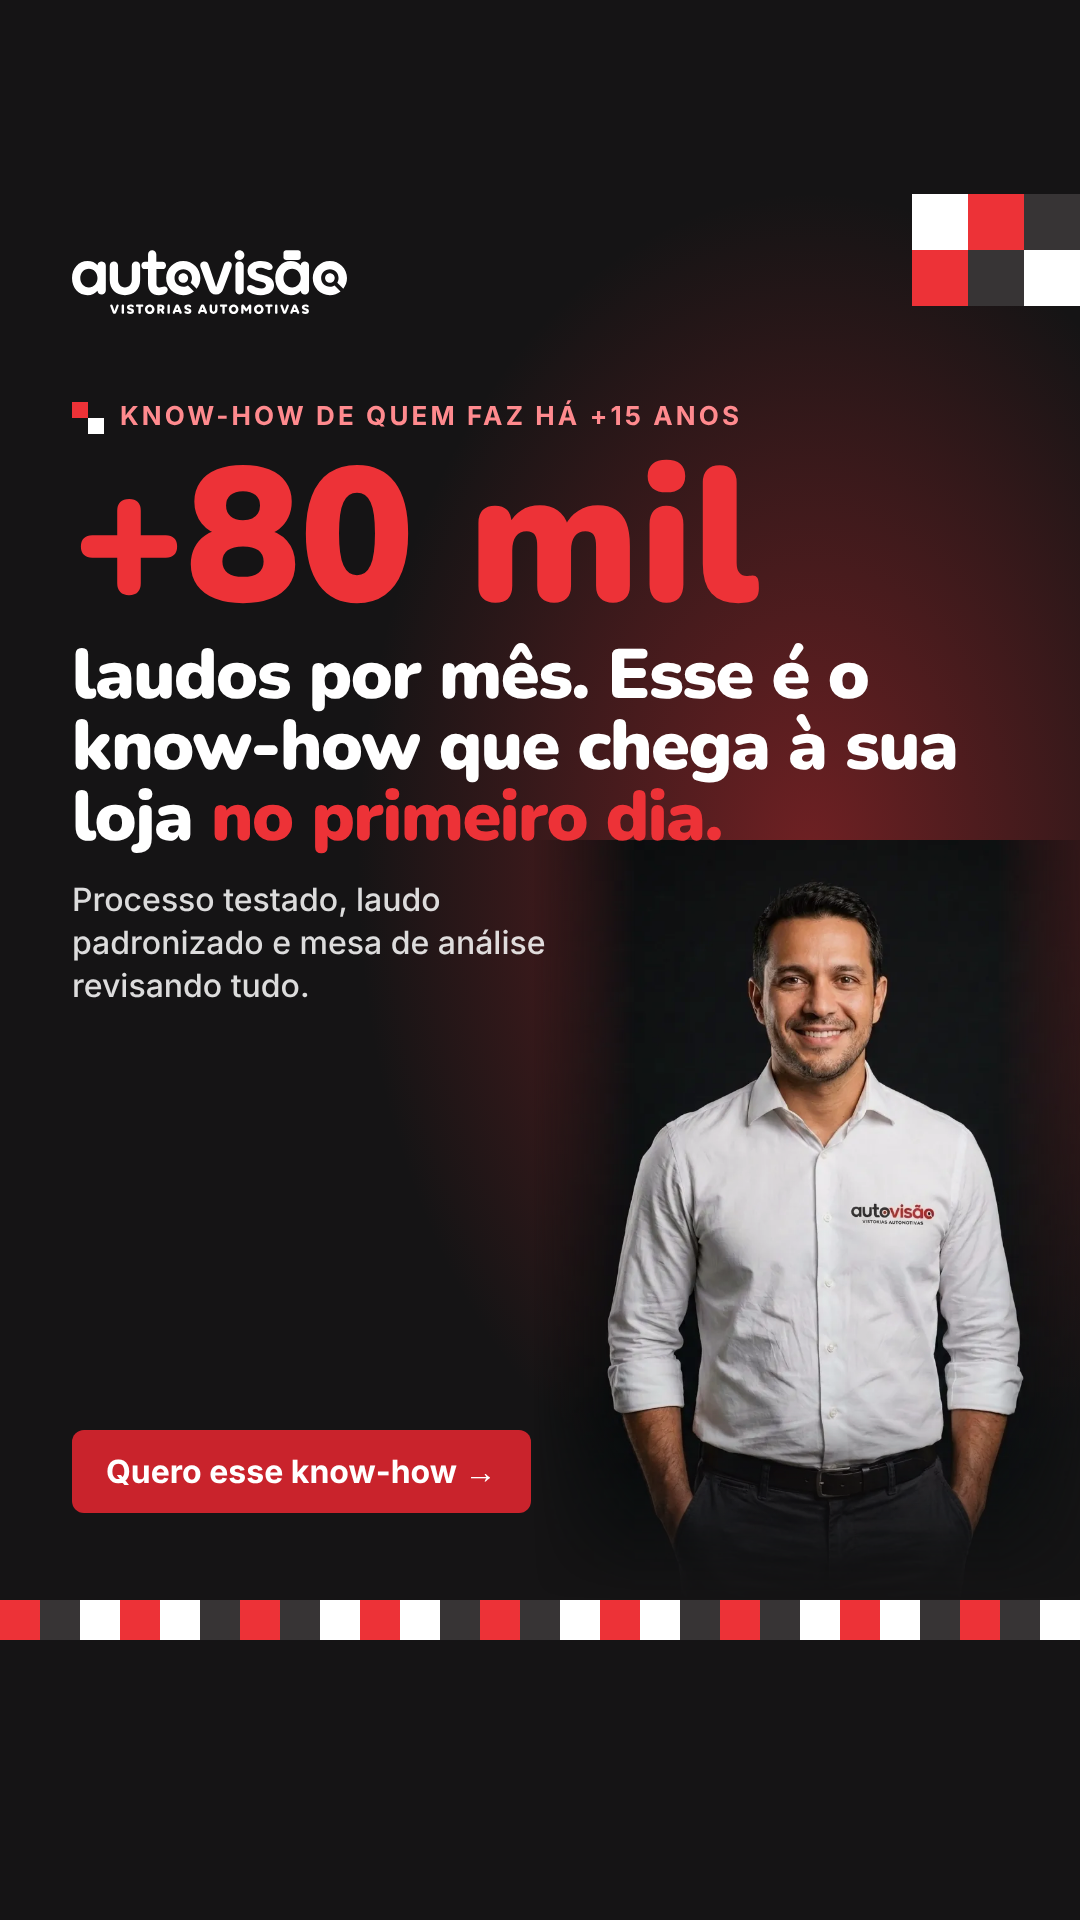 autovisão
VISTORIAS AUTOMOTIVAS
KNOW-HOW DE QUEM FAZ HÁ +15 ANOS
+80 mil
laudos por mês. Esse é o
know-how que chega à sua
loja no primeiro dia.
Processo testado, laudo
padronizado e mesa de análise
revisando tudo.
autovisão
VISTORIAS AUTOMOTIVAS
Quero esse know-how →